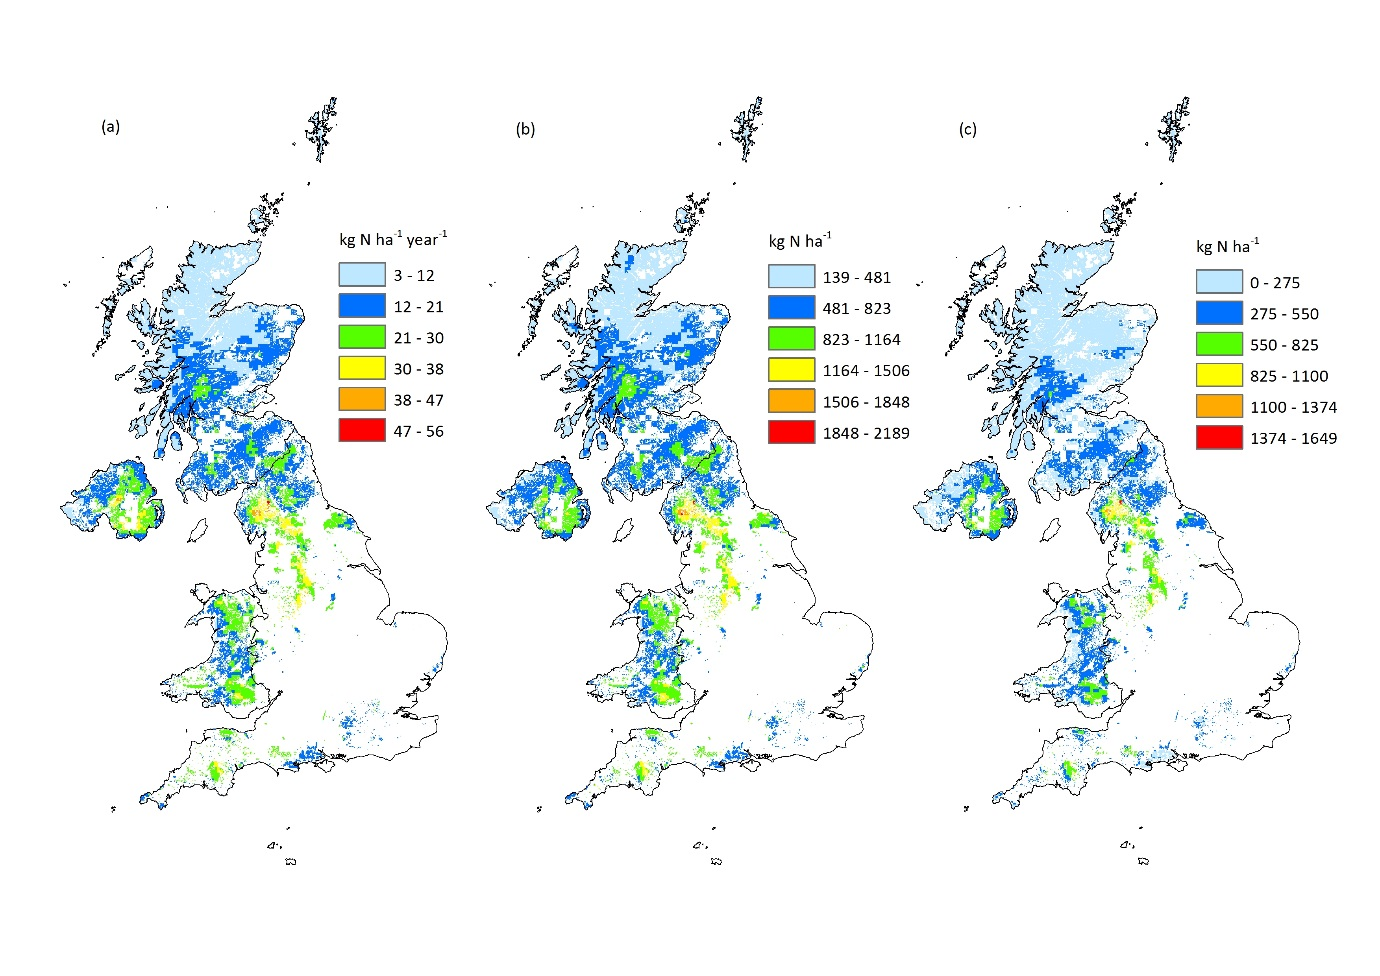 (a)
kg N ha-1 year-1
3 - 12
12 - 21
21 - 30
30 - 38
38 - 47
47 - 56
(b)
kg N ha-1
139 - 481
481 - 823
823 - 1164
1164 - 1506
1506 - 1848
1848 - 2189
(c)
kg N ha-1
0 - 275
275 - 550
550 - 825
825 - 1100
1100 - 1374
1374 - 1649